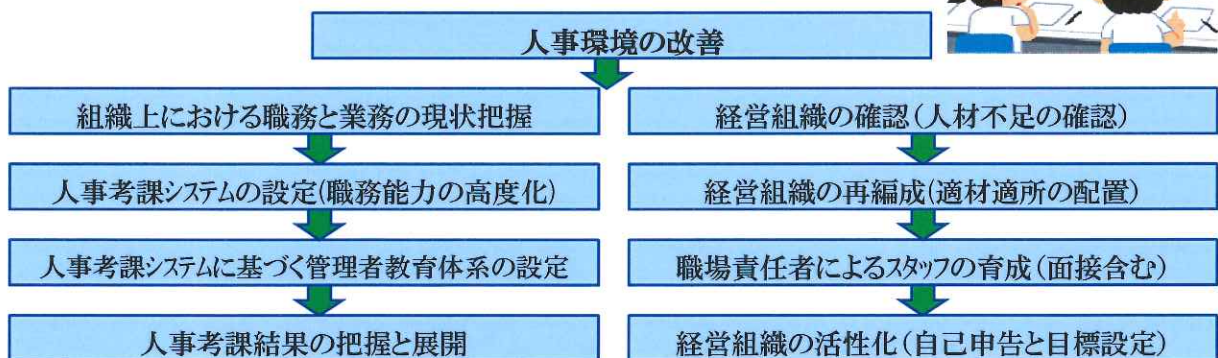 人事環境の改善
組織上における職務と業務の現状把握
人事考課システムの設定(職務能力の高度化)
人事考課システムに基づく管理者教育体系の設定
人事考課結果の把握と展開
経営組織の確認(人材不足の確認)
経営組織の再編成(適材適所の配置)
職場責任者によるスタッフの育成(面接含む)
経営組織の活性化(自己申告と目標設定)